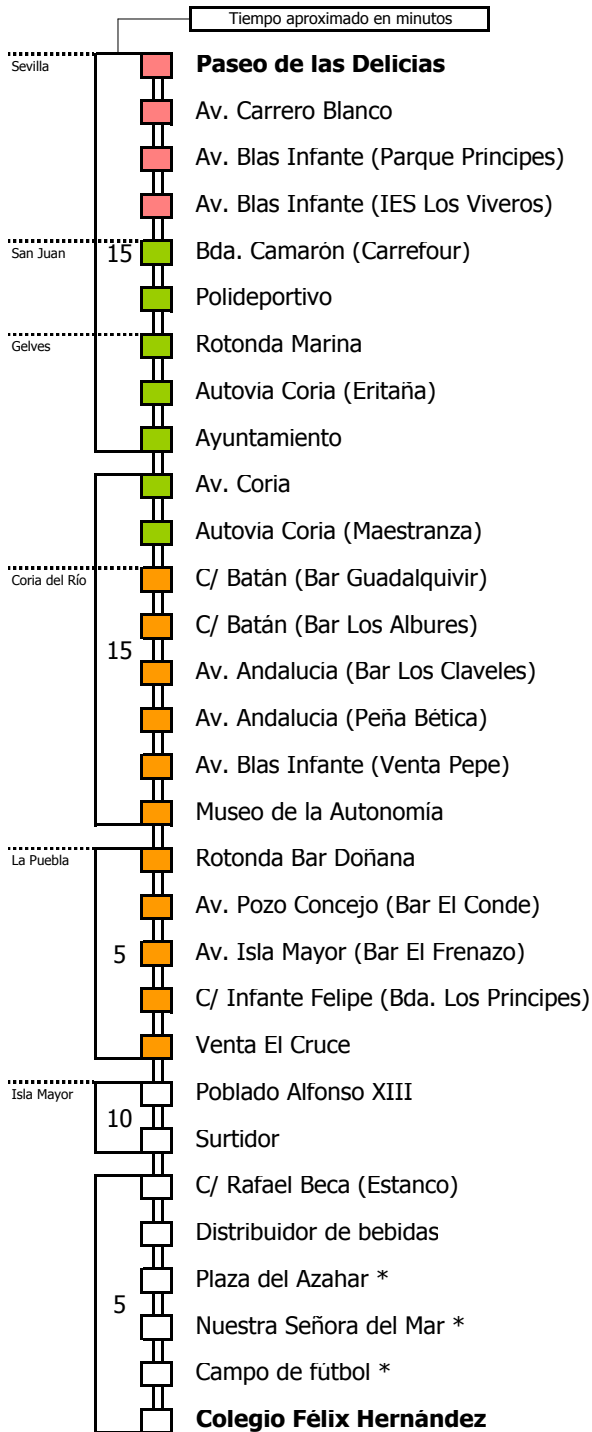 Tiempo aproximado en minutos
Sevilla
Paseo de las Delicias
Av. Carrero Blanco
Av. Blas Infante (Parque Príncipes)
Av. Blas Infante (IES Los Viveros)
San Juan
15
Bda. Camarón (Carrefour)
Polideportivo
Gelves
Rotonda Marina
Autovía Coria (Eritaña)
Ayuntamiento
Av. Coria
Autovía Coria (Maestranza)
Coria del Río
C/ Batán (Bar Guadalquivir)
C/ Batán (Bar Los Albures)
15
Av. Andalucía (Bar Los Claveles)
Av. Andalucía (Peña Bética)
Av. Blas Infante (Venta Pepe)
Museo de la Autonomía
La Puebla
Rotonda Bar Doñana
Av. Pozo Concejo (Bar El Conde)
5
Av. Isla Mayor (Bar El Frenazo)
C/ Infante Felipe (Bda. Los Príncipes)
Venta El Cruce
Isla Mayor
Poblado Alfonso XIII
10
Surtidor
C/ Rafael Beca (Estanco)
Distribuidor de bebidas
Plaza del Azahar *
5
Nuestra Señora del Mar *
Campo de fútbol *
Colegio Félix Hernández